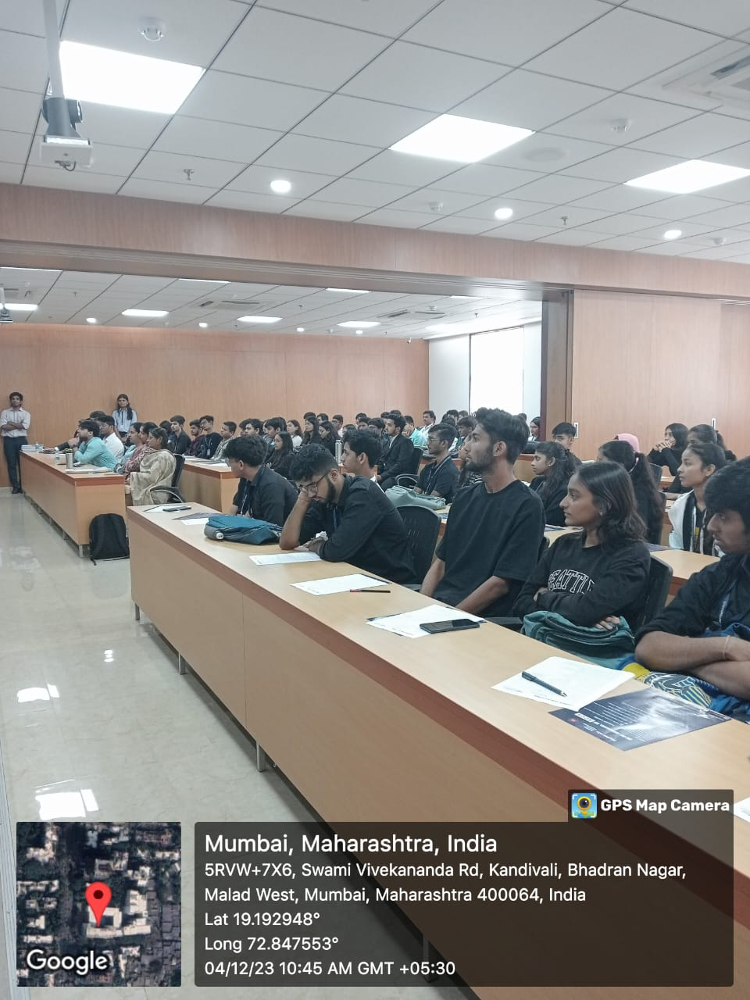 EATTL
GPS Map Camera
Google
Mumbai, Maharashtra, India
5RVW+7X6, Swami Vivekananda Rd, Kandivali, Bhadran Nagar,
Malad West, Mumbai, Maharashtra 400064, India
Lat 19.192948°
Long 72.847553°
04/12/23 10:45 AM GMT +05:30